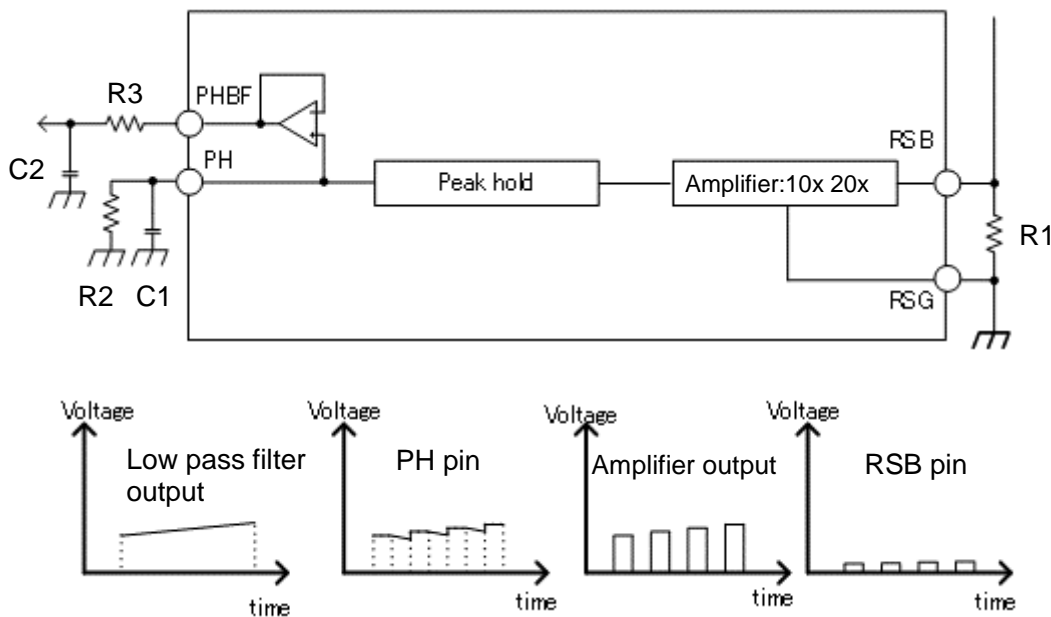 R3
PHBF
RSB
PH
C2
Peak hold
Amplifier:10x 20x
R1
RSG
R2
C1
Voltage
Low pass filter
output
time
Voltage
PH pin
time
Voltage
Amplifier output
time
Voltage
RSB pin
time